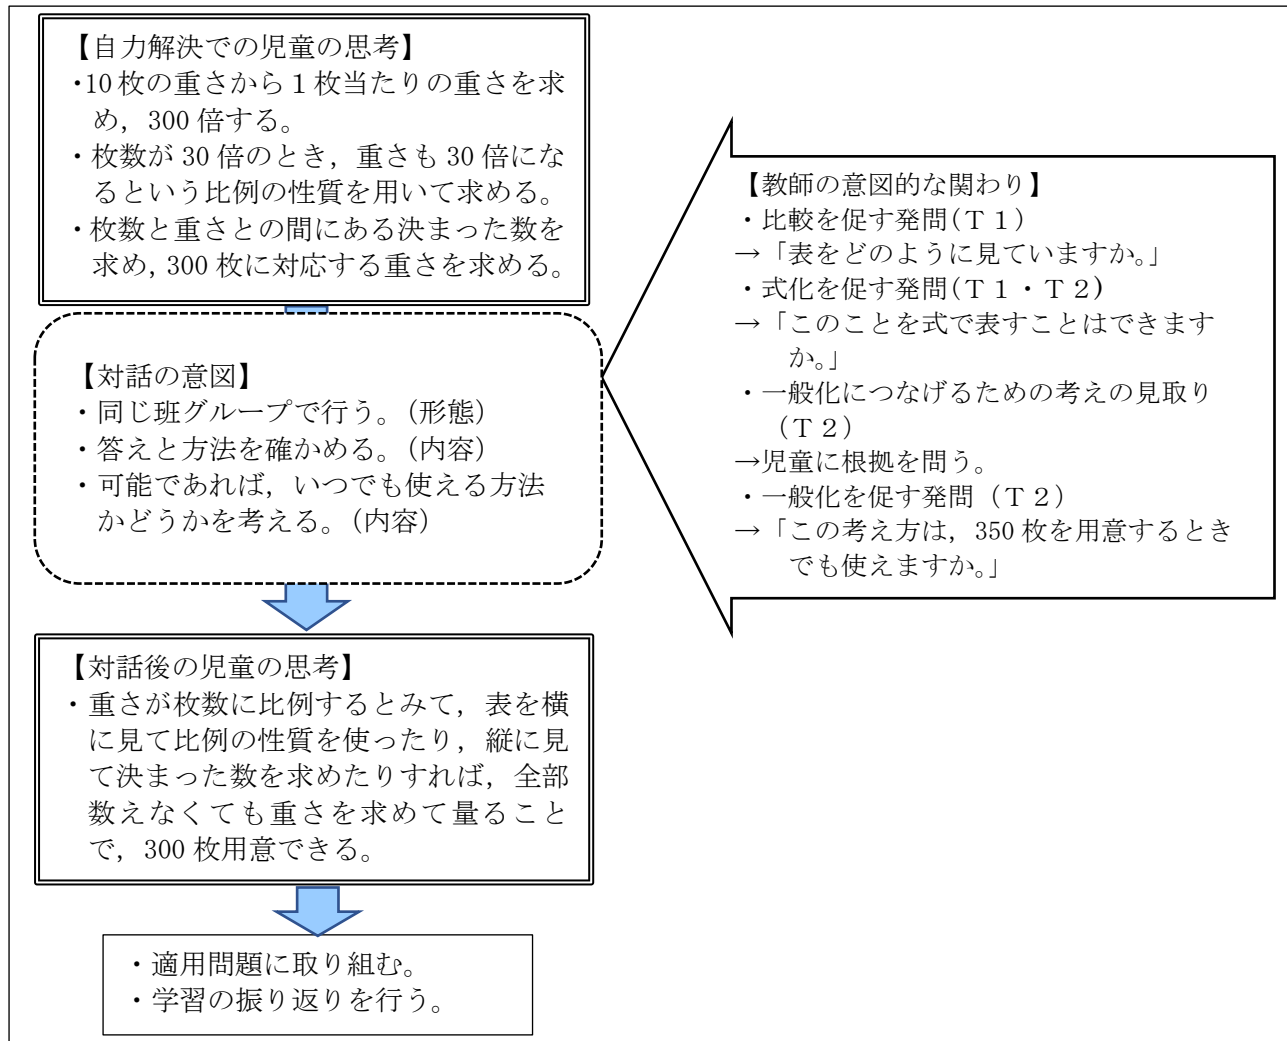 【自力解決での児童の思考】
・10 枚の重さから１枚当たりの重さを求
め，300 倍する。
・枚数が 30 倍のとき，重さも 30 倍にな
るという比例の性質を用いて求める。
・枚数と重さとの間にある決まった数を
求め，300 枚に対応する重さを求める。
【対話の意図】
・同じ班グループで行う。（形態）
・答えと方法を確かめる。（内容）
・可能であれば，いつでも使える方法
かどうかを考える。（内容）
【教師の意図的な関わり】
・比較を促す発問（Ｔ１）
→「表をどのように見ていますか。」
・式化を促す発問（Ｔ１・Ｔ２）
→「このことを式で表すことはできます
か。」
・一般化につなげるための考えの見取り
（Ｔ２）
→児童に根拠を問う。
・一般化を促す発問（Ｔ２）
→「この考え方は，350 枚を用意するとき
でも使えますか。」
【対話後の児童の思考】
・重さが枚数に比例するとみて，表を横
に見て比例の性質を使ったり，縦に見
て決まった数を求めたりすれば，全部
数えなくても重さを求めて量ること
で，300 枚用意できる。
・適用問題に取り組む。
・学習の振り返りを行う。